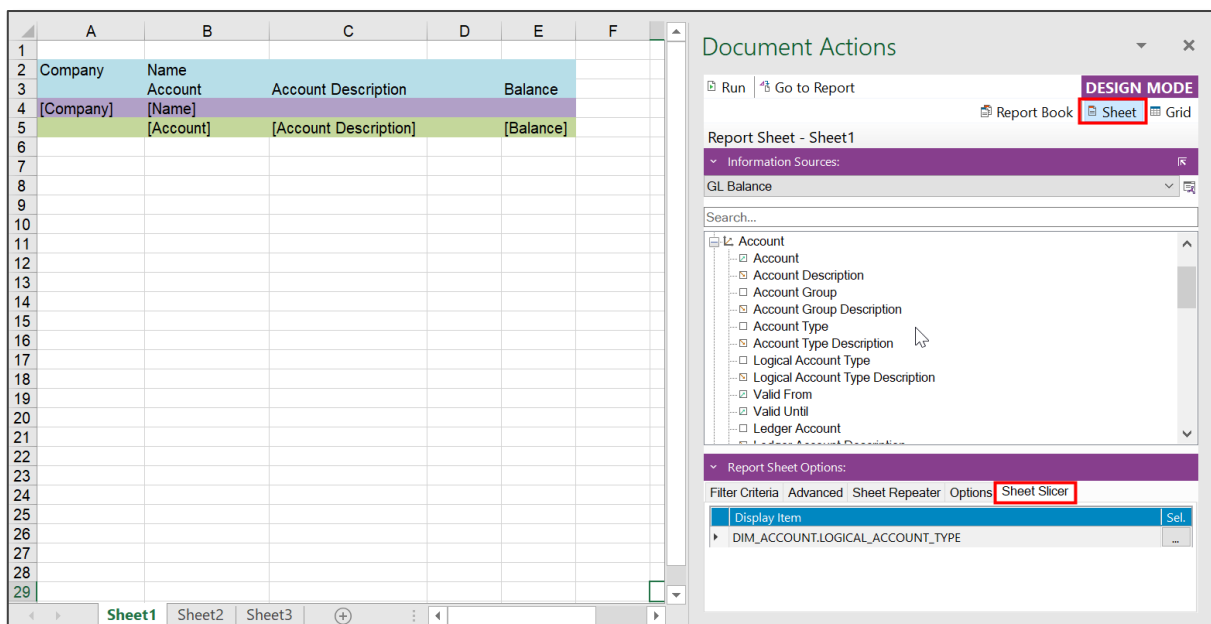 A B C D E F
1
2 Company Name
3 Account Account Description Balance
4 [Company] [Name]
5 [Account] [Account Description] [Balance]
6
7
8
9
10
11
12
13
14
15
16
17
18
19
20
21
22
23
24
25
26
27
28
29
Sheet1 Sheet2 Sheet3
Document Actions
Run Go to Report DESIGN MODE
Report Book Sheet Grid
Report Sheet - Sheet1
Information Sources:
GL Balance
Search...
Account
Account
Account Description
Account Group
Account Group Description
Account Type
Account Type Description
Logical Account Type
Logical Account Type Description
Valid From
Valid Until
Ledger Account
Ledger Account Description
Report Sheet Options:
Filter Criteria Advanced Sheet Repeater Options Sheet Slicer
Display Item Sel.
DIM_ACCOUNT.LOGICAL_ACCOUNT_TYPE ...